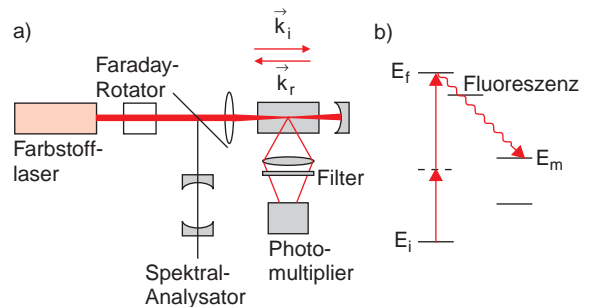 a)
Faraday-
Rotator
Farbstoff-
laser
k⃗i
k⃗r
Filter
Photo-
multiplier
Spektral-
Analysator
b)
Ef
Fluoreszenz
Em
Ei